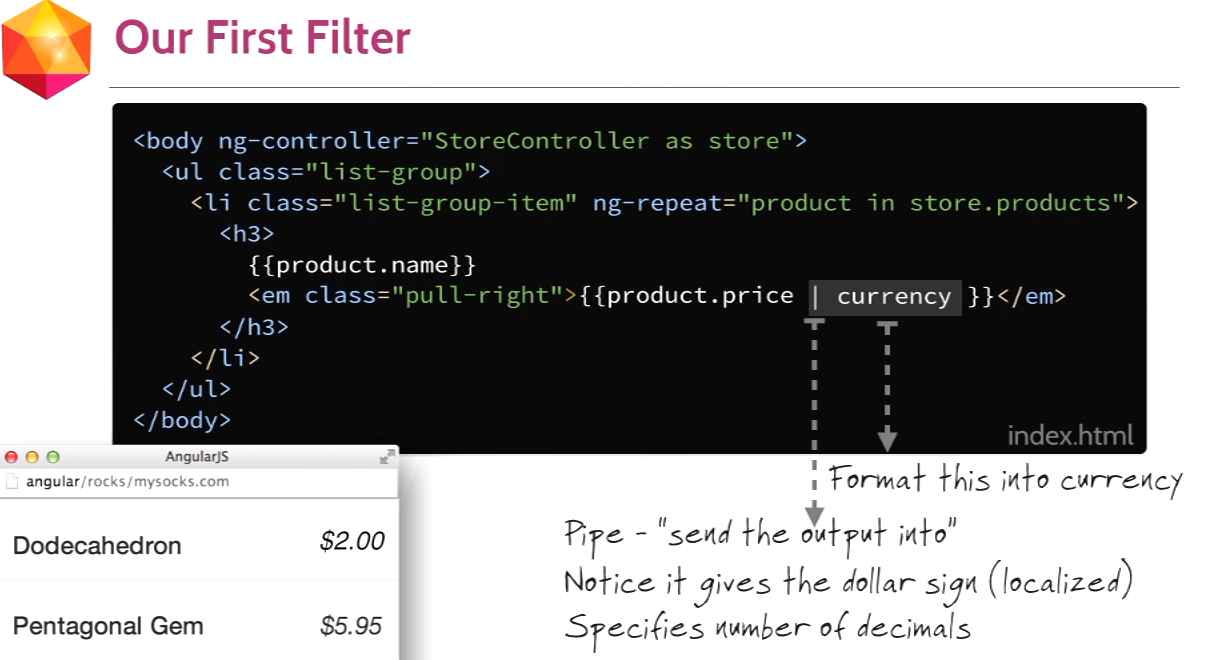 Our First Filter
<body ng-controller="StoreController as store">
<ul class="list-group">
<li class="list-group-item" ng-repeat="product in store.products">
<h3>
{{product.name}}
<em class="pull-right">{{product.price | currency }}</em>
</h3>
</li>
</ul>
</body>
index.html
Format this into currency
Pipe - "send the output into"
Notice it gives the dollar sign (localized)
Specifies number of decimals
AngularJS
angular/rocks/mysocks.com
Dodecahedron $2.00
Pentagonal Gem $5.95